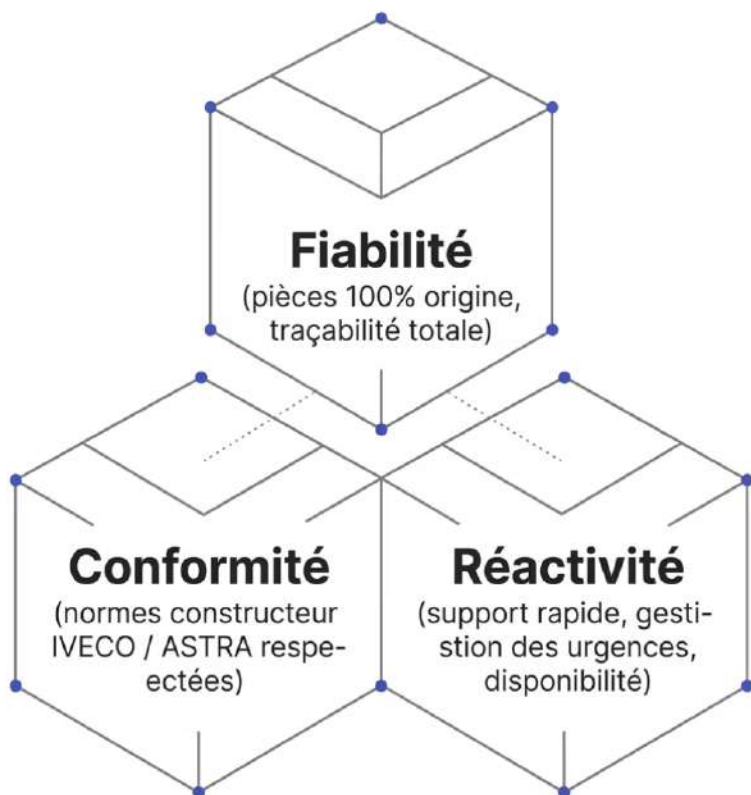 Fiabilité
(pièces 100% origine,
traçabilité totale)
Conformité
(normes constructeur
IVECO / ASTRA respe-
ectées)
Réactivité
(support rapide, gesti-
stion des urgences,
disponibilité)